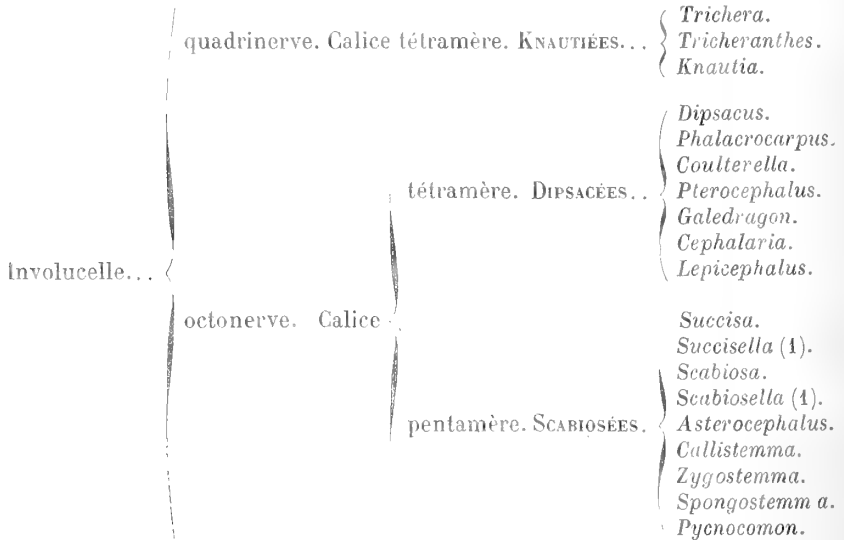 quadrinerve. Calice tétramère. KNAUTIÉES...
Trichera.
Tricheranthes.
Knautia.
Involucelle...
octonerve. Calice
tétramère. DIPSACÉES..
Dipsacus.
Phalacrocarpus.
Coulterella.
Pterocephalus.
Galedragon.
Cephalaria.
Lepicephalus.
pentamère. SCABIOSÉES.
Succisa.
Succisella (1).
Scabiosa.
Scabiosella (1).
Asterocephalus.
Callistemma.
Zygostemma.
Spongostemm a.
Pycnocomon.